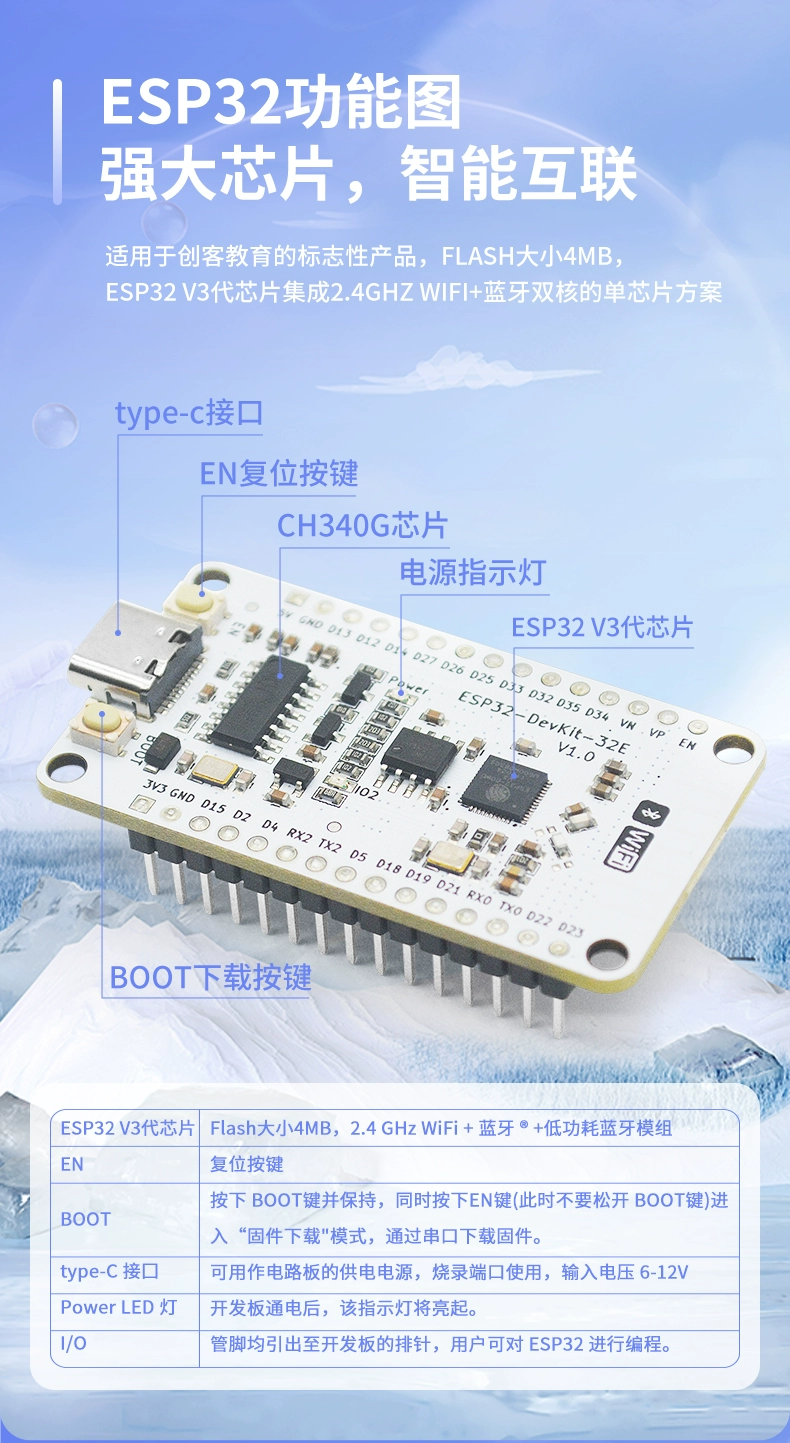 ESP32功能图
强大芯片，智能互联
适用于创客教育的标志性产品，FLASH大小4MB，
ESP32 V3代芯片集成2.4GHZ WIFI+蓝牙双核的单芯片方案
type-c接口
EN复位按键
CH340G芯片
电源指示灯
ESP32 V3代芯片
EN
5V GND D13 D12 D14 D27 D26 D25 D33 D32 D35 D34 VN VP EN
Power
ESP32-DevKit-32E
V1.0
BOOT
IO2
WiFi
3V3 GND D15 D2 D4 RX2 TX2 D5 D18 D19 D21 RX0 TX0 D22 D23
BOOT下载按键
ESP32 V3代芯片 Flash大小4MB，2.4 GHz WiFi + 蓝牙 ® +低功耗蓝牙模组
EN 复位按键
BOOT 按下 BOOT键并保持，同时按下EN键(此时不要松开 BOOT键)进
入“固件下载"模式，通过串口下载固件。
type-C 接口 可用作电路板的供电电源，烧录端口使用，输入电压 6-12V
Power LED 灯 开发板通电后，该指示灯将亮起。
I/O 管脚均引出至开发板的排针，用户可对 ESP32 进行编程。